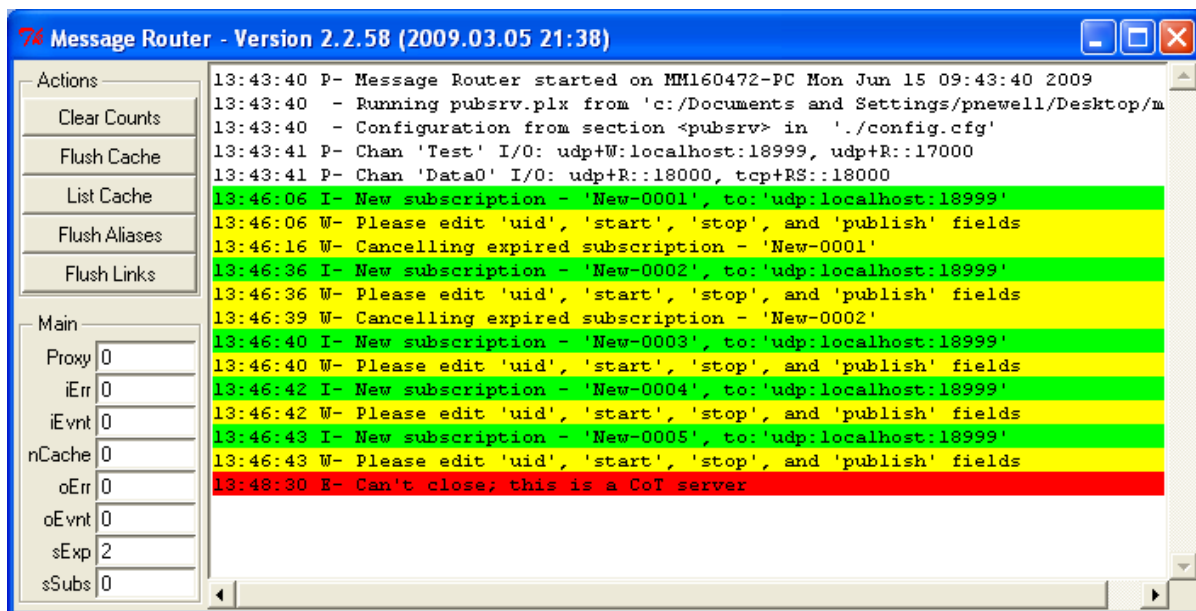 Message Router - Version 2.2.58 (2009.03.05 21:38)
Actions
Clear Counts
Flush Cache
List Cache
Flush Aliases
Flush Links
Main
Proxy 0
iErr 0
iEvnt 0
nCache 0
oErr 0
oEvnt 0
sExp 2
sSubs 0
13:43:40 P- Message Router started on MM160472-PC Mon Jun 15 09:43:40 2009
13:43:40  - Running pubsrv.plx from 'c:/Documents and Settings/pnewell/Desktop/m
13:43:40  - Configuration from section <pubsrv> in  './config.cfg'
13:43:41 P- Chan 'Test' I/O: udp+W:localhost:18999, udp+R::17000
13:43:41 P- Chan 'Data0' I/O: udp+R::18000, tcp+RS::18000
13:46:06 I- New subscription - 'New-0001', to:'udp:localhost:18999'
13:46:06 W- Please edit 'uid', 'start', 'stop', and 'publish' fields
13:46:16 W- Cancelling expired subscription - 'New-0001'
13:46:36 I- New subscription - 'New-0002', to:'udp:localhost:18999'
13:46:36 W- Please edit 'uid', 'start', 'stop', and 'publish' fields
13:46:39 W- Cancelling expired subscription - 'New-0002'
13:46:40 I- New subscription - 'New-0003', to:'udp:localhost:18999'
13:46:40 W- Please edit 'uid', 'start', 'stop', and 'publish' fields
13:46:42 I- New subscription - 'New-0004', to:'udp:localhost:18999'
13:46:42 W- Please edit 'uid', 'start', 'stop', and 'publish' fields
13:46:43 I- New subscription - 'New-0005', to:'udp:localhost:18999'
13:46:43 W- Please edit 'uid', 'start', 'stop', and 'publish' fields
13:48:30 E- Can't close; this is a CoT server